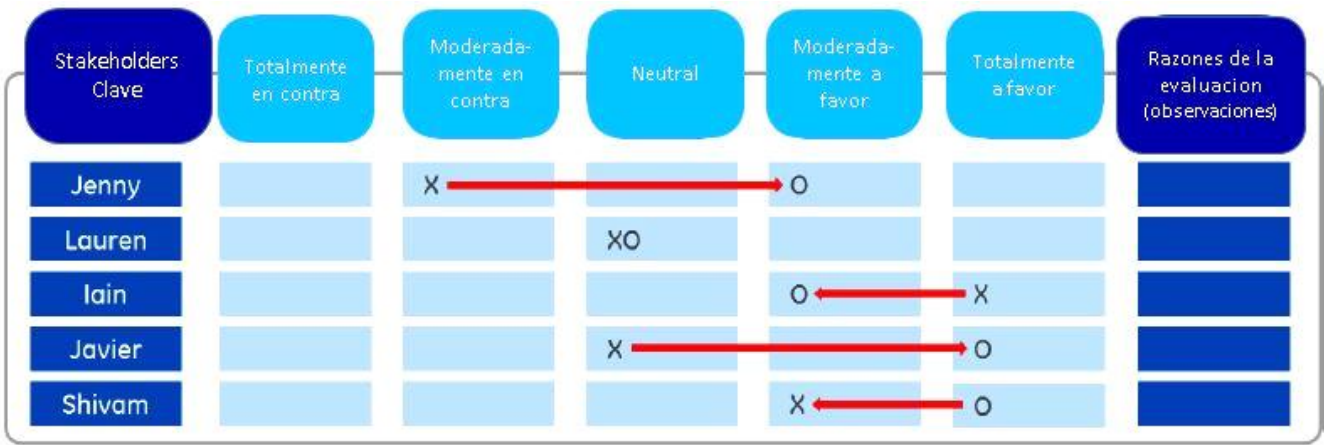 Stakeholders
Clave
Totalmente
en contra
Moderada-
mente en
contra
Neutral
Moderada-
mente a
favor
Totalmente
a favor
Razones de la
evaluacion
(observaciones)
Jenny X O
Lauren XO
Iain O X
Javier X O
Shivam X O